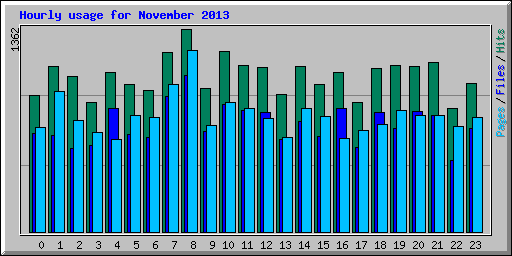 Hourly usage for November 2013
1362
Pages/Files/Hits
0 1 2 3 4 5 6 7 8 9 10 11 12 13 14 15 16 17 18 19 20 21 22 23